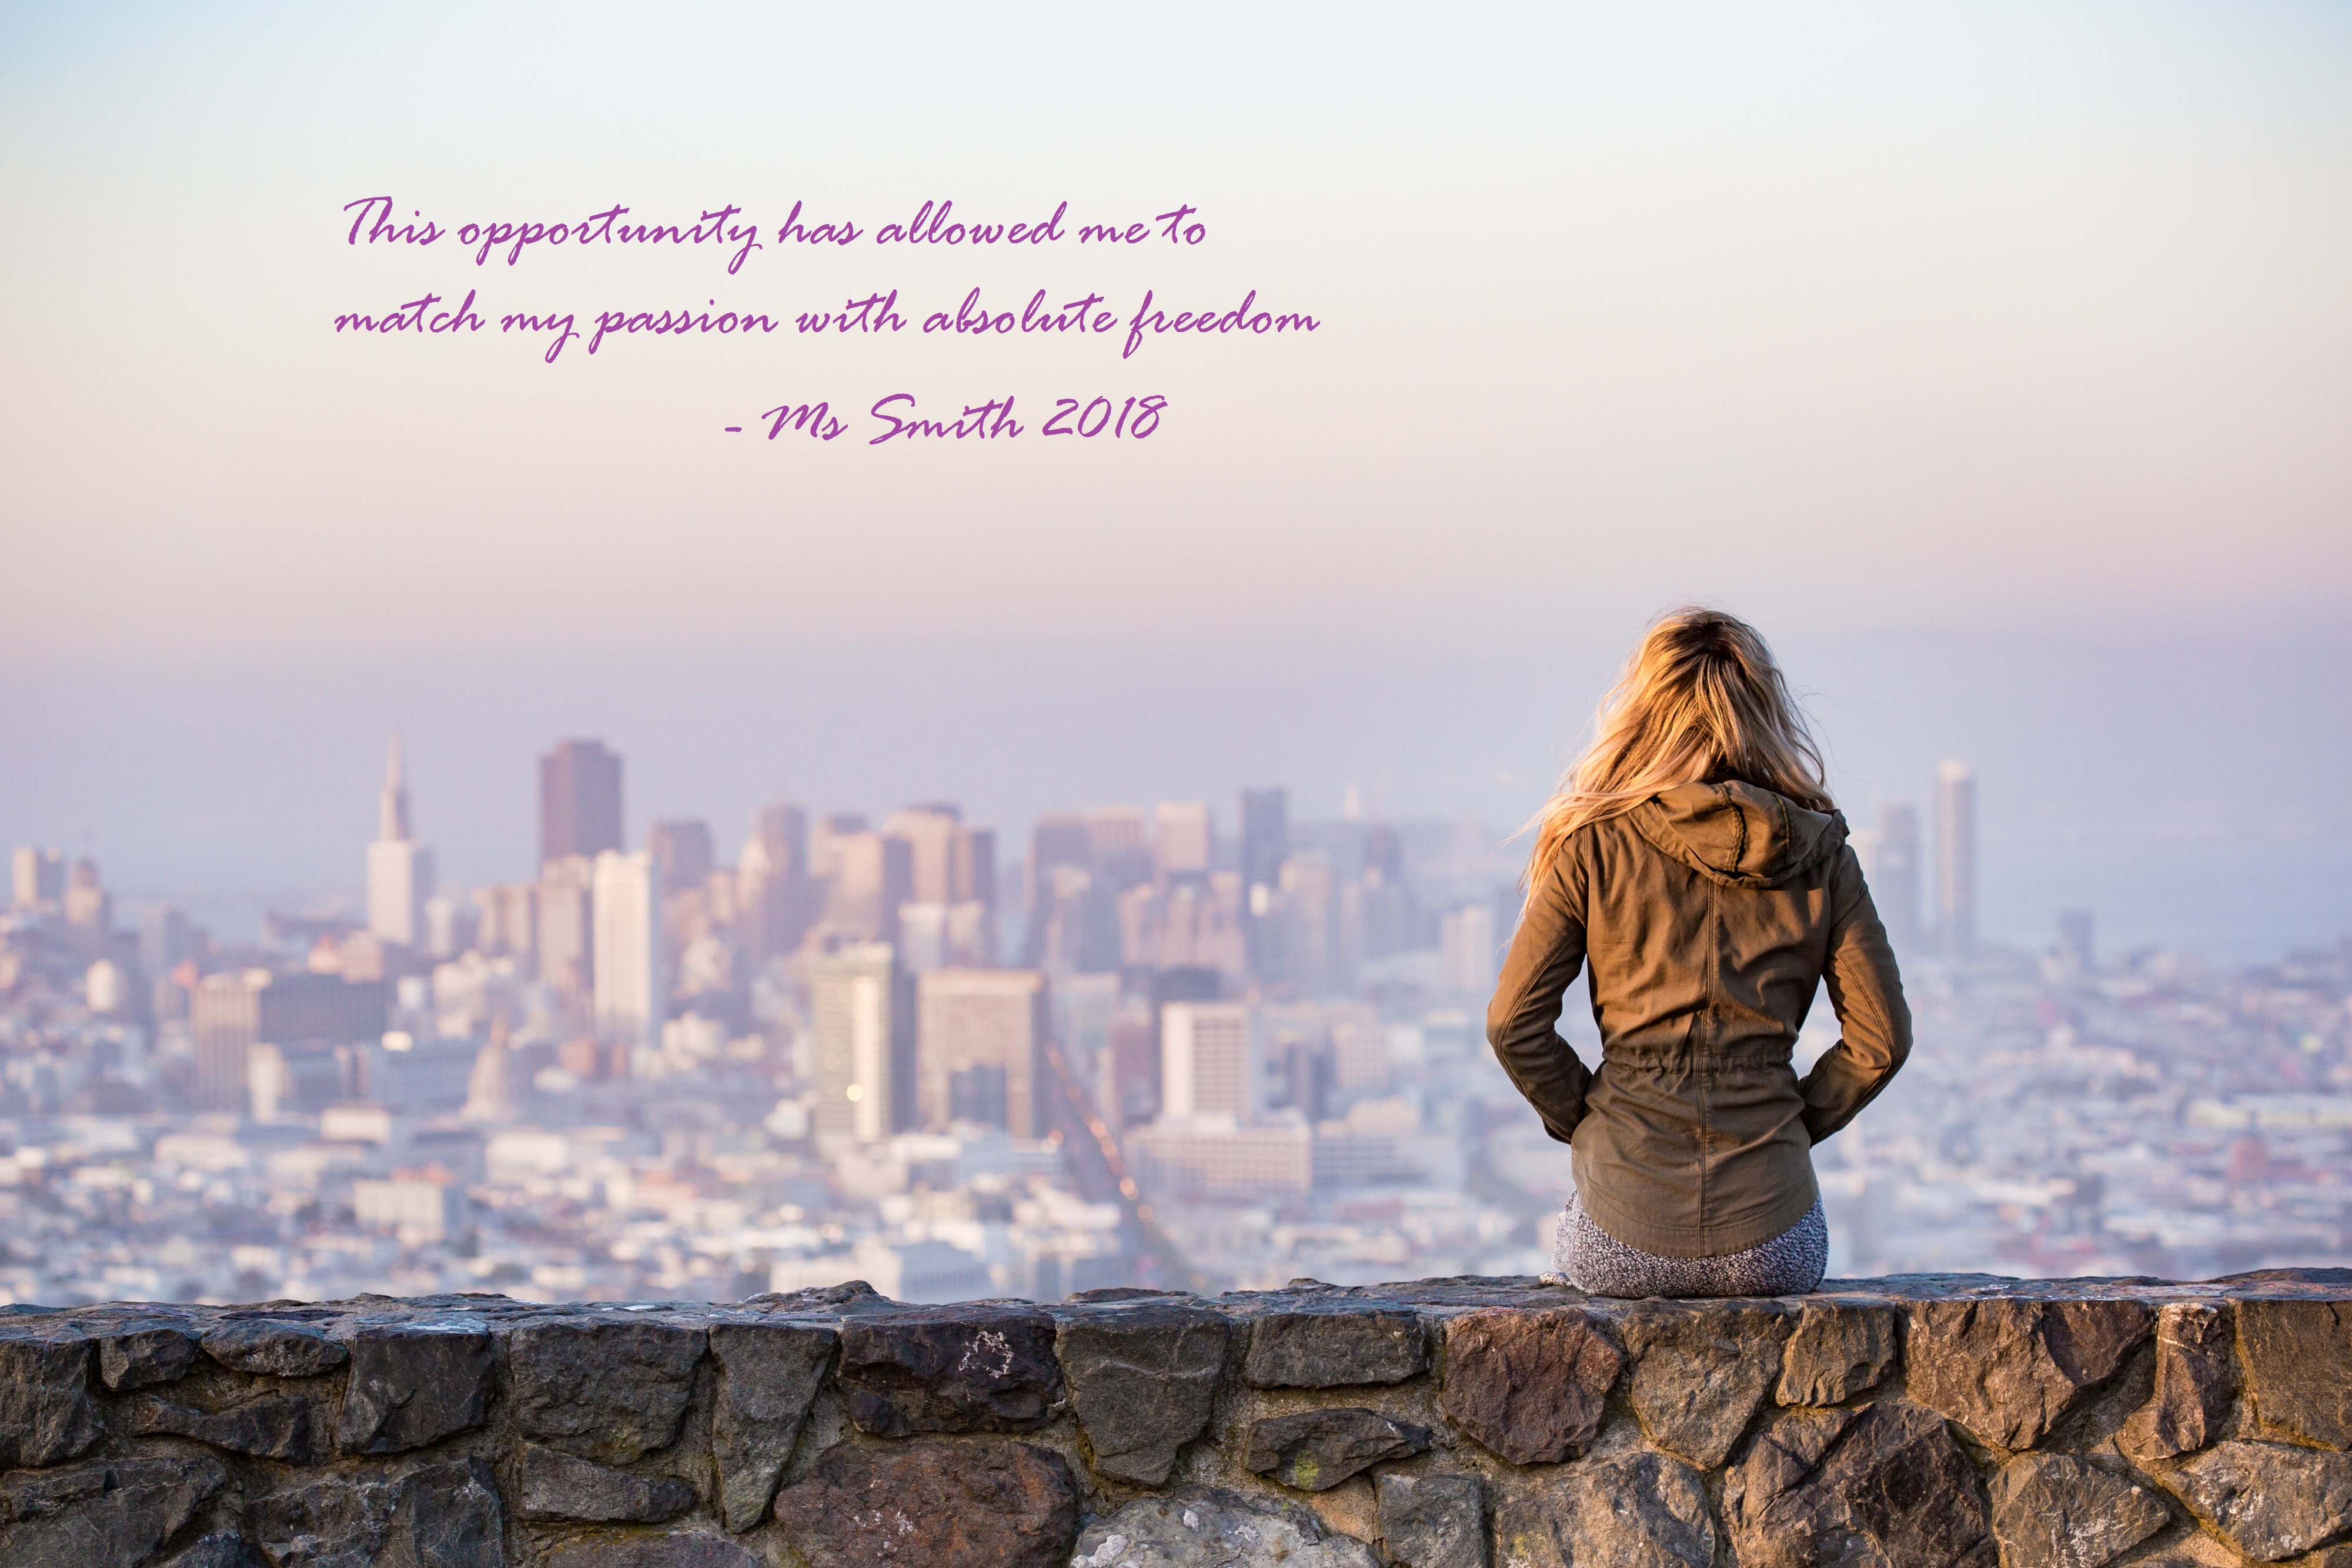 This opportunity has allowed me to
match my passion with absolute freedom
- Ms Smith 2018